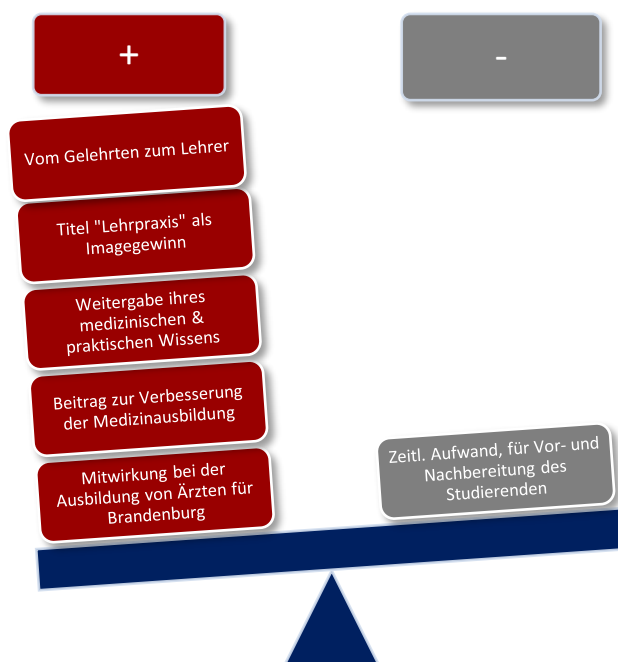 +
-
Vom Gelehrten zum Lehrer
Titel "Lehrpraxis" als
Imagegewinn
Weitergabe ihres
medizinischen &
praktischen Wissens
Beitrag zur Verbesserung
der Medizinausbildung
Mitwirkung bei der
Ausbildung von Ärzten für
Brandenburg
Zeitl. Aufwand, für Vor- und
Nachbereitung des
Studierenden